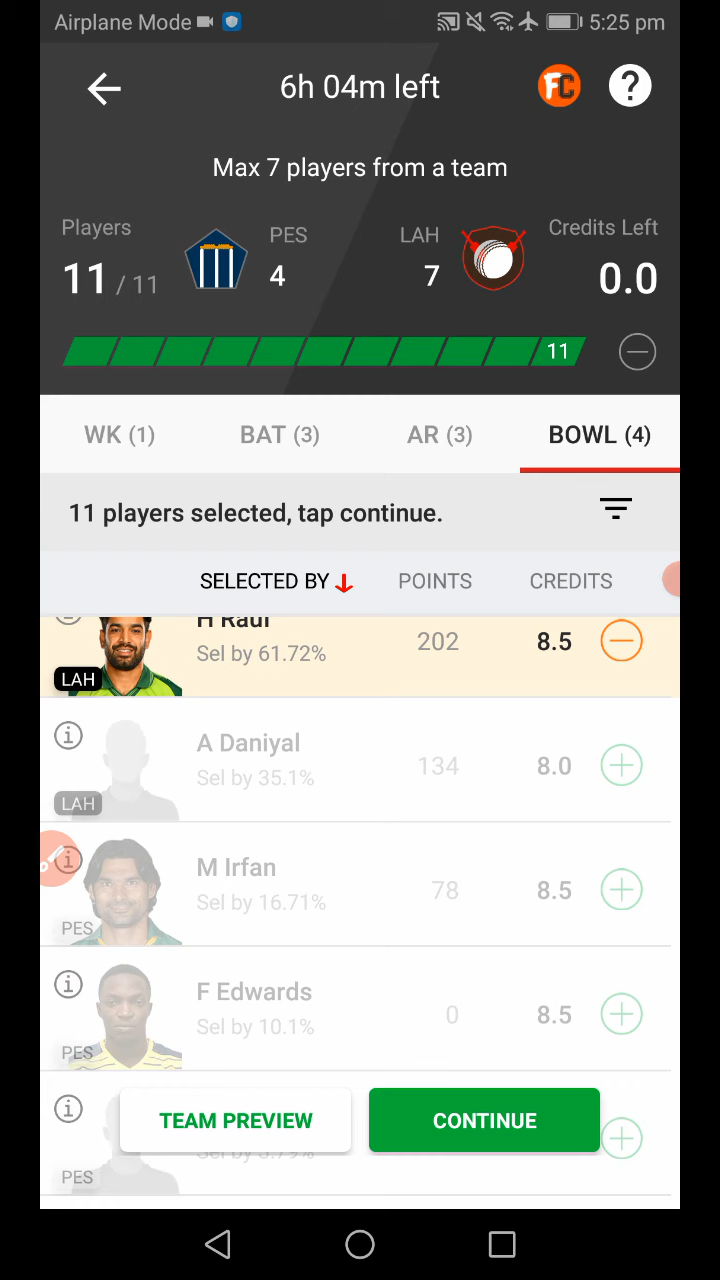 Airplane Mode 5:25 pm
6h 04m left FC ?
Max 7 players from a team
Players PES LAH Credits Left
11 / 11 4 7 0.0
11
WK (1) BAT (3) AR (3) BOWL (4)
11 players selected, tap continue.
SELECTED BY POINTS CREDITS
H Rauf
Sel by 61.72% 202 8.5
LAH
A Daniyal
Sel by 35.1% 134 8.0
LAH
M Irfan
Sel by 16.71% 78 8.5
PES
F Edwards
Sel by 10.1% 0 8.5
PES
TEAM PREVIEW CONTINUE
PES